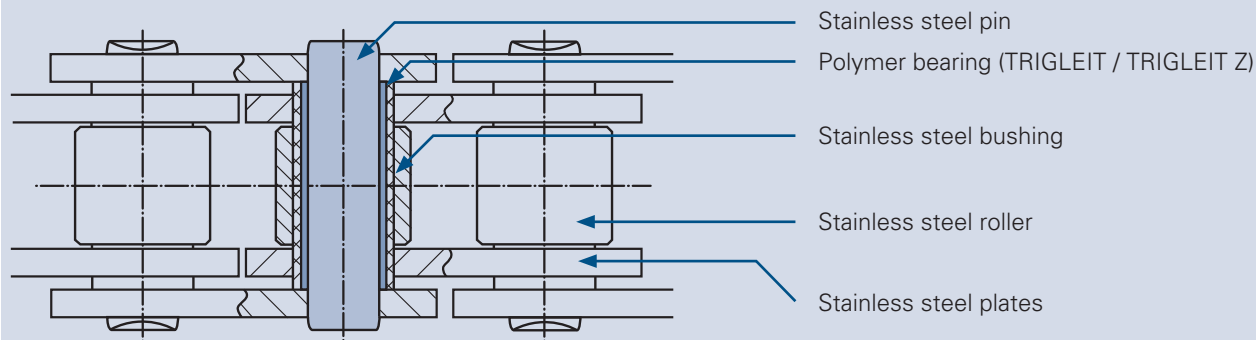 Stainless steel pin
Polymer bearing (TRIGLEIT / TRIGLEIT Z)
Stainless steel bushing
Stainless steel roller
Stainless steel plates